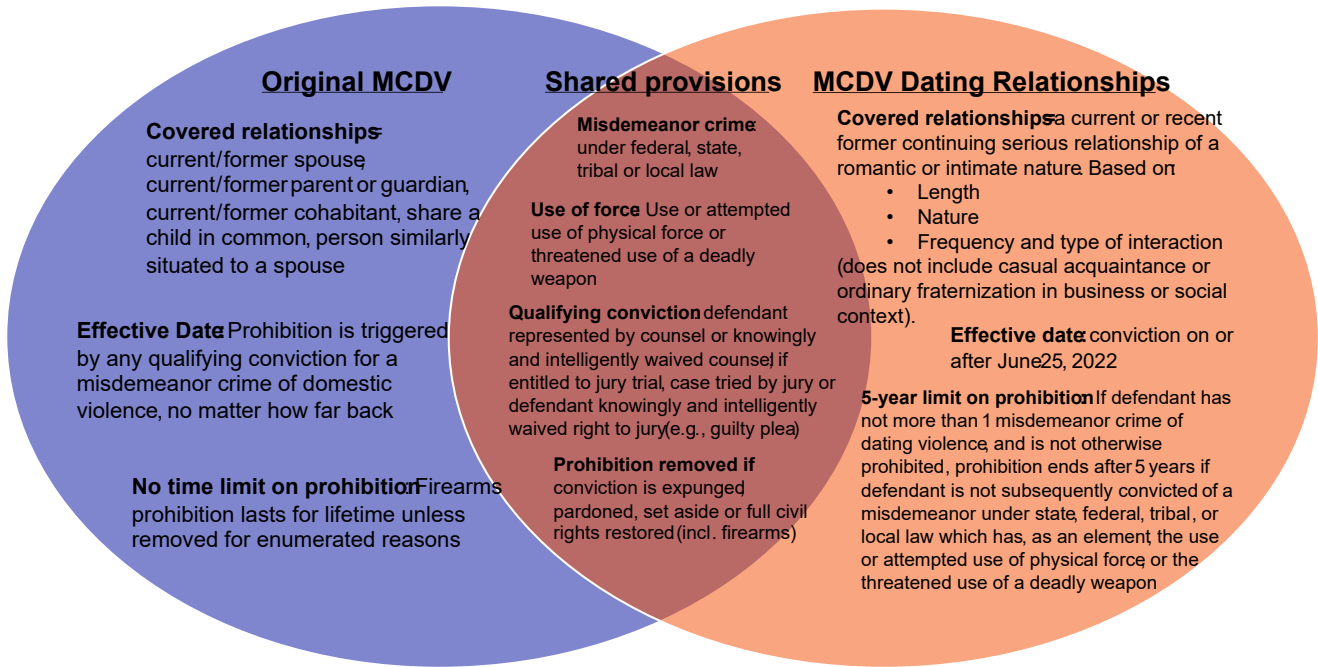 Original MCDV
Covered relationships=
current/former spouse,
current/former parent or guardian,
current/former cohabitant, share a
child in common, person similarly
situated to a spouse
Effective Date: Prohibition is triggered
by any qualifying conviction for a
misdemeanor crime of domestic
violence, no matter how far back
No time limit on prohibition: Firearms
prohibition lasts for lifetime unless
removed for enumerated reasons
Shared provisions
Misdemeanor crime:
under federal, state,
tribal or local law
Use of force: Use or attempted
use of physical force or
threatened use of a deadly
weapon
Qualifying conviction: defendant
represented by counsel or knowingly
and intelligently waived counsel; if
entitled to jury trial, case tried by jury or
defendant knowingly and intelligently
waived right to jury (e.g., guilty plea)
Prohibition removed if
conviction is expunged,
pardoned, set aside or full civil
rights restored (incl. firearms)
MCDV Dating Relationships
Covered relationships= a current or recent
former continuing serious relationship of a
romantic or intimate nature. Based on:
• Length
• Nature
• Frequency and type of interaction
(does not include casual acquaintance or
ordinary fraternization in business or social
context).
Effective date: conviction on or
after June 25, 2022
5-year limit on prohibition: If defendant has
not more than 1 misdemeanor crime of
dating violence, and is not otherwise
prohibited, prohibition ends after 5 years if
defendant is not subsequently convicted of a
misdemeanor under state, federal, tribal, or
local law which has, as an element, the use
or attempted use of physical force, or the
threatened use of a deadly weapon